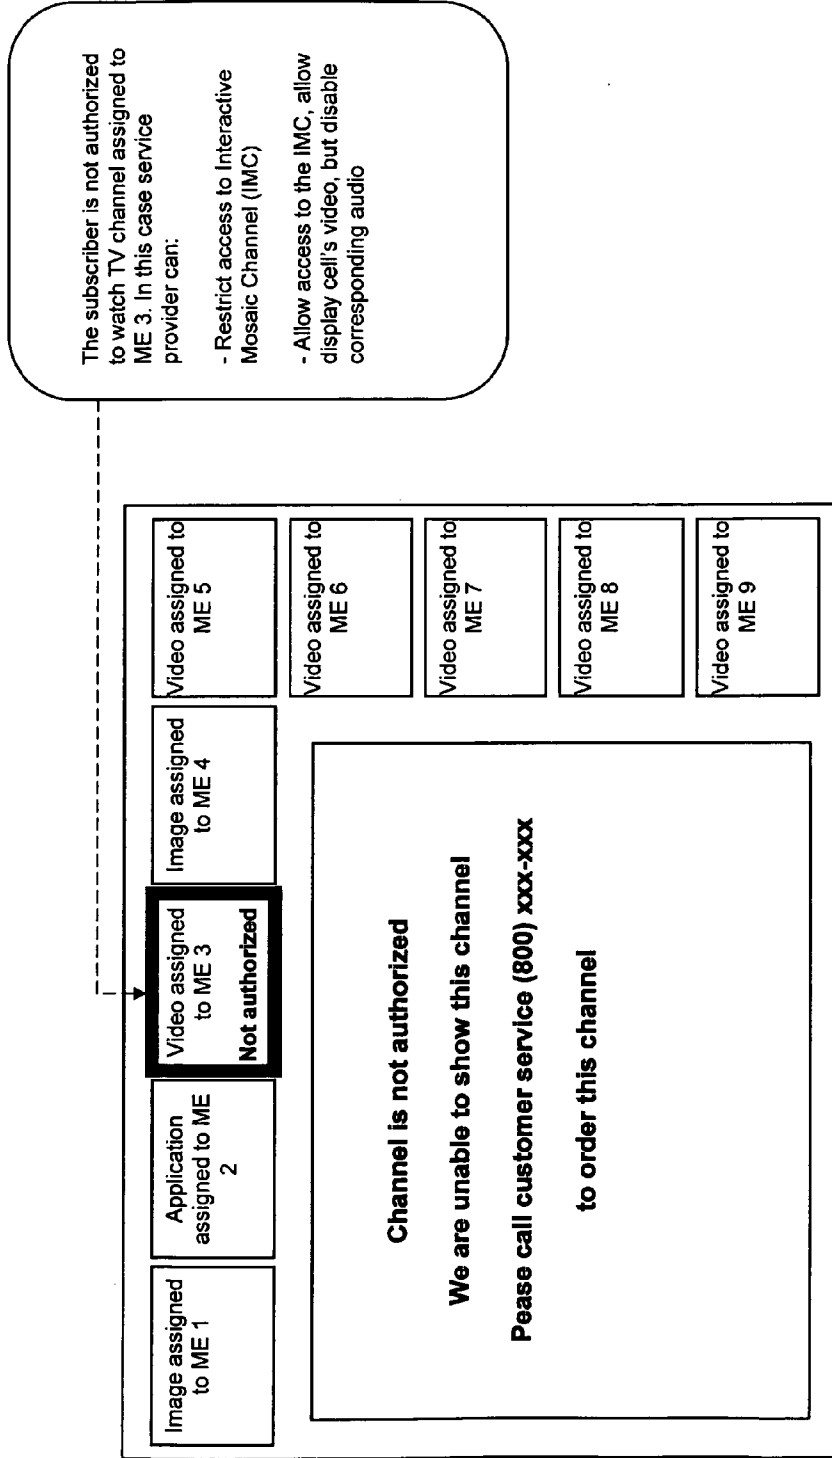 The subscriber is not authorized
to watch TV channel assigned to
ME 3. In this case service
provider can:
- Restrict access to Interactive
Mosaic Channel (IMC)
- Allow access to the IMC, allow
display cell's video, but disable
corresponding audio
Image assigned
to ME 1
Application
assigned to ME
2
Video assigned
to ME 3
Not authorized
Image assigned
to ME 4
Video assigned to
ME 5
Video assigned to
ME 6
Video assigned to
ME 7
Video assigned to
ME 8
Video assigned to
ME 9
Channel is not authorized
We are unable to show this channel
Pease call customer service (800) xxx-xxx
to order this channel